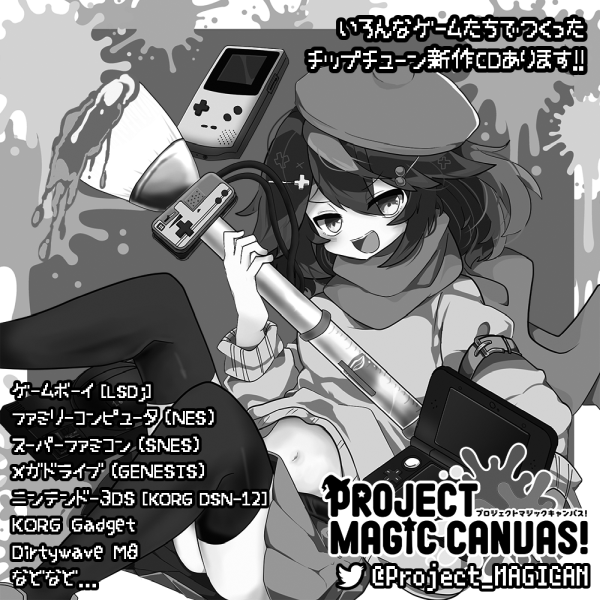 いろんなゲームたちでつくった
チップチューン新作CDあります!!
ゲームボーイ [LSDj]
ファミリーコンピュータ (NES)
スーパーファミコン (SNES)
メガドライブ (GENESIS)
ニンテンドー3DS [KORG DSN-12]
KORG Gadget
Dirtywave M8
などなど...
PROJECT
プロジェクトマジックキャンバス!
MAGIC CANVAS!
@Project_MAGICAN